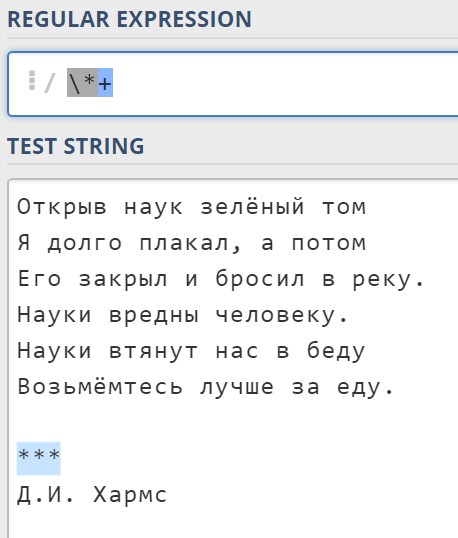 REGULAR EXPRESSION
/ \*+
TEST STRING
Открыв наук зелёный том
Я долго плакал, а потом
Его закрыл и бросил в реку.
Науки вредны человеку.
Науки втянут нас в беду
Возьмёмтесь лучше за еду.
***
Д.И. Хармс